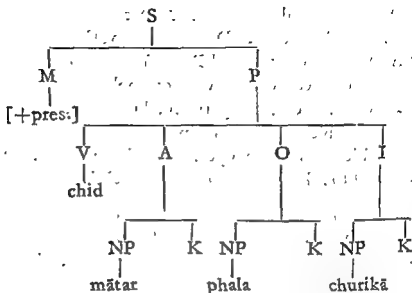 S
M P
[+pres.]
V A O I
chid
NP K NP K NP K
mātar phala churikā